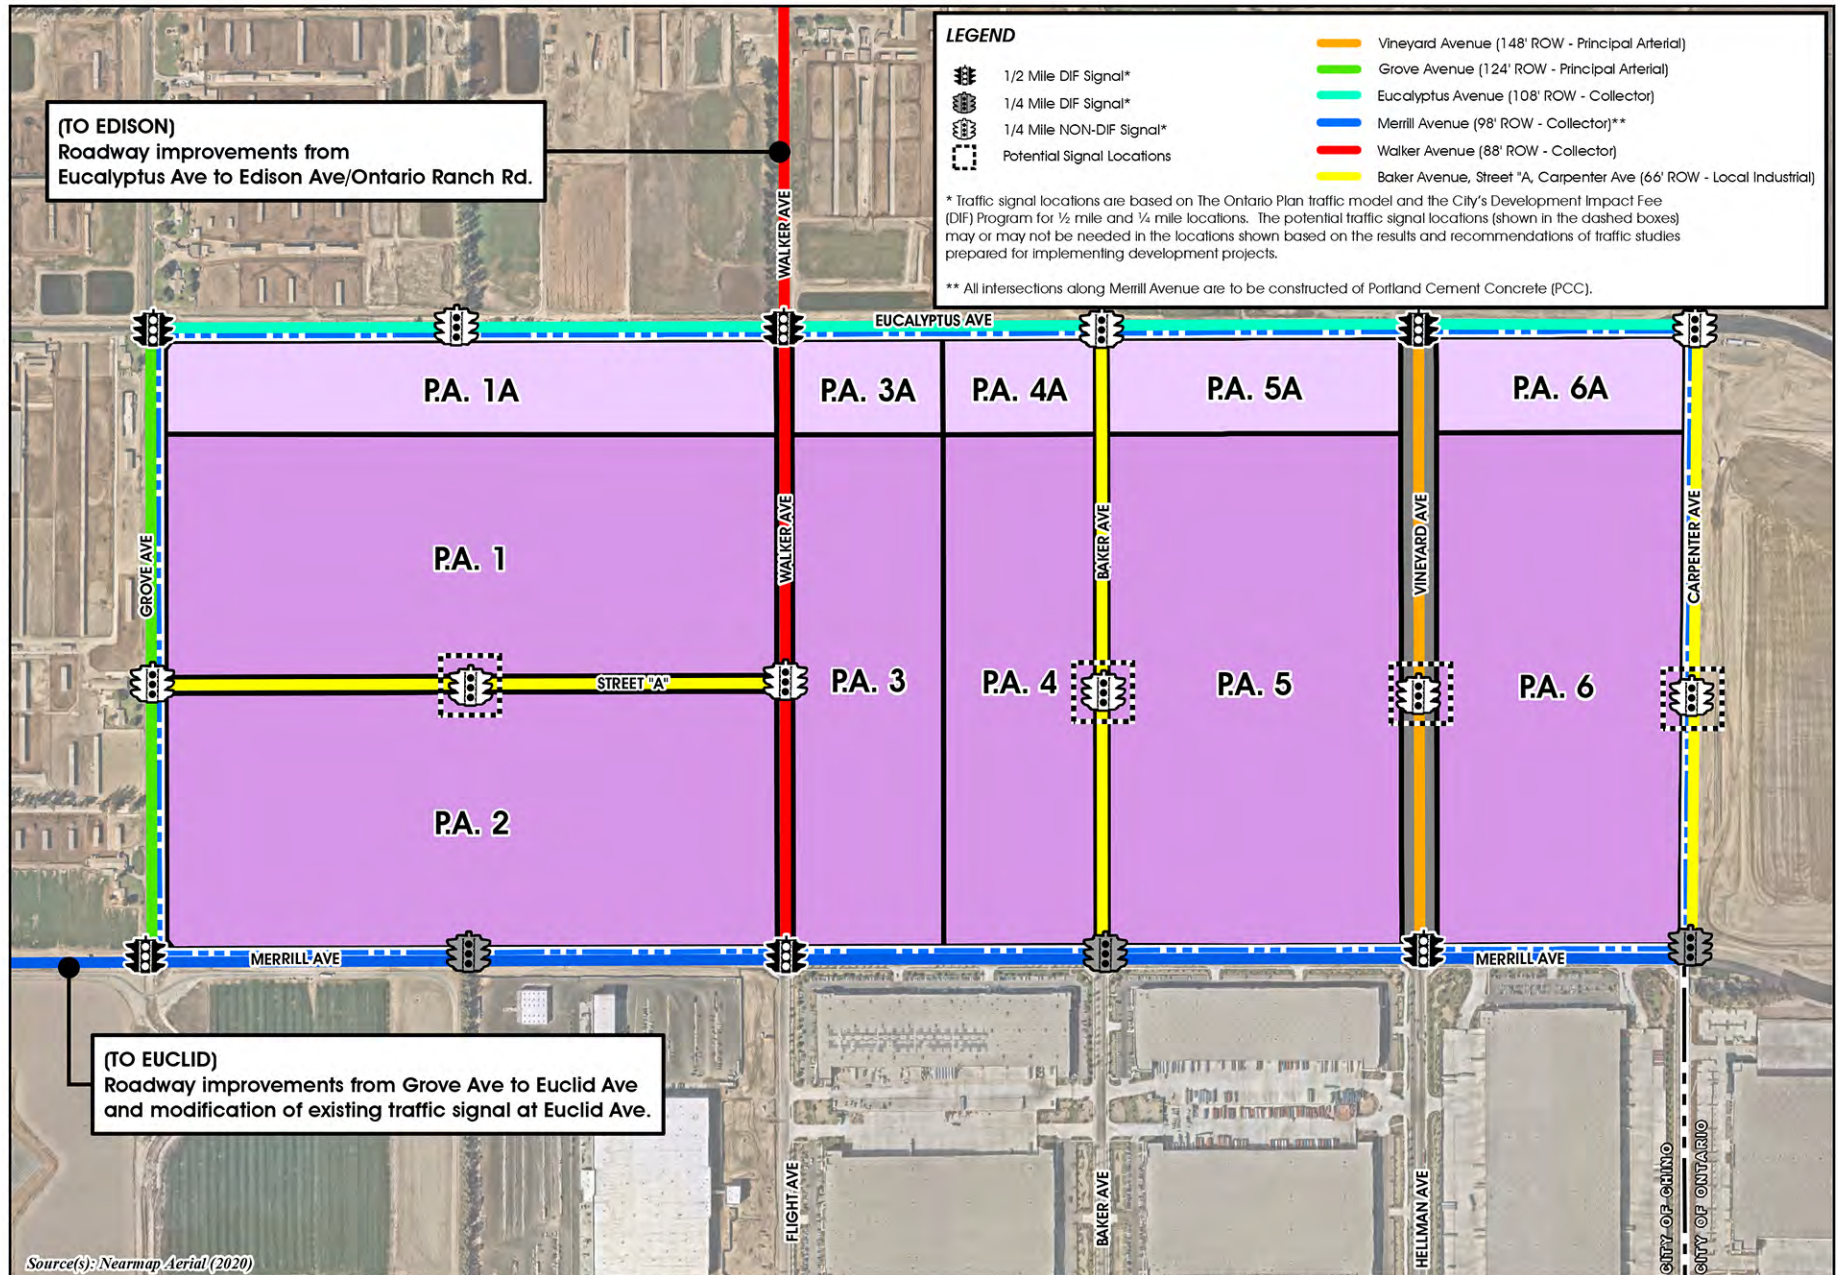 LEGEND
1/2 Mile DIF Signal*
1/4 Mile DIF Signal*
1/4 Mile NON-DIF Signal*
Potential Signal Locations
Vineyard Avenue (148' ROW - Principal Arterial)
Grove Avenue (124' ROW - Principal Arterial)
Eucalyptus Avenue (108' ROW - Collector)
Merrill Avenue (98' ROW - Collector)**
Walker Avenue (88' ROW - Collector)
Baker Avenue, Street "A, Carpenter Ave (66' ROW - Local Industrial)
* Traffic signal locations are based on The Ontario Plan traffic model and the City's Development Impact Fee
(DIF) Program for ½ mile and ¼ mile locations. The potential traffic signal locations (shown in the dashed boxes)
may or may not be needed in the locations shown based on the results and recommendations of traffic studies
prepared for implementing development projects.
** All intersections along Merrill Avenue are to be constructed of Portland Cement Concrete (PCC).
(TO EDISON)
Roadway improvements from
Eucalyptus Ave to Edison Ave/Ontario Ranch Rd.
WALKER AVE
EUCALYPTUS AVE
P.A. 1A
P.A. 3A
P.A. 4A
P.A. 5A
P.A. 6A
GROVE AVE
P.A. 1
WALKER AVE
BAKER AVE
VINEYARD AVE
CARPENTER AVE
STREET "A"
P.A. 3
P.A. 4
P.A. 5
P.A. 6
P.A. 2
MERRILL AVE
MERRILL AVE
(TO EUCLID)
Roadway improvements from Grove Ave to Euclid Ave
and modification of existing traffic signal at Euclid Ave.
FLIGHT AVE
BAKER AVE
HELLMAN AVE
CITY OF CHINO
CITY OF ONTARIO
Source(s): Nearmap Aerial (2020)